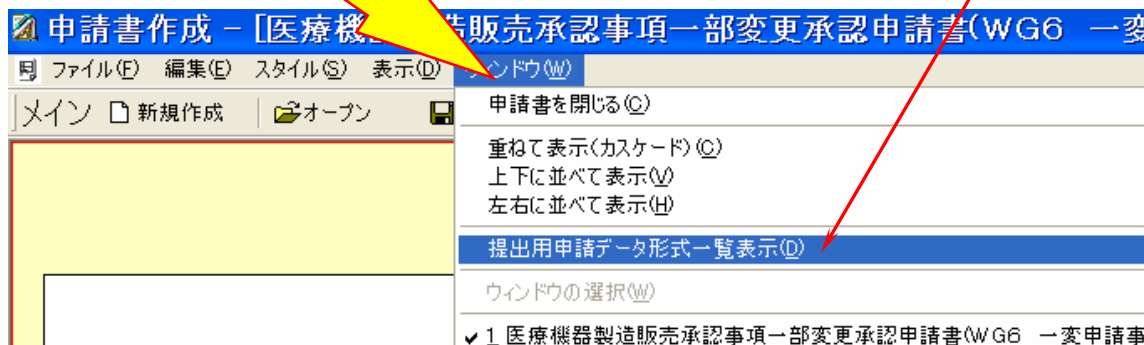 申請書作成 - [医療機 造販売承認事項一部変更承認申請書(WG6 一変
ファイル(F) 編集(E) スタイル(S) 表示(D) ウィンドウ(W)
メイン 新規作成 オープン
申請書を閉じる(C)
重ねて表示(カスケード)(C)
上下に並べて表示(V)
左右に並べて表示(H)
提出用申請データ形式一覧表示(D)
ウィンドウの選択(W)
✔1 医療機器製造販売承認事項一部変更承認申請書(WG6 一変申請事